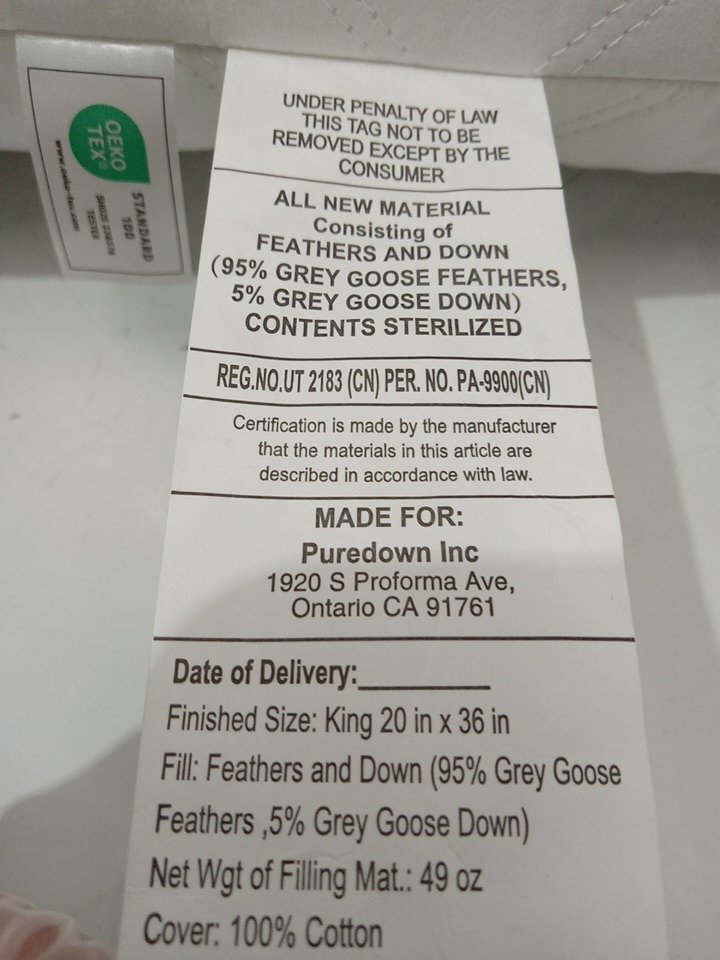 UNDER PENALTY OF LAW
THIS TAG NOT TO BE
REMOVED EXCEPT BY THE
CONSUMER
ALL NEW MATERIAL
Consisting of
FEATHERS AND DOWN
(95% GREY GOOSE FEATHERS,
5% GREY GOOSE DOWN)
CONTENTS STERILIZED
REG.NO.UT 2183 (CN) PER. NO. PA-9900(CN)
Certification is made by the manufacturer
that the materials in this article are
described in accordance with law.
MADE FOR:
Puredown Inc
1920 S Proforma Ave,
Ontario CA 91761
Date of Delivery:
Finished Size: King 20 in x 36 in
Fill: Feathers and Down (95% Grey Goose
Feathers ,5% Grey Goose Down)
Net Wgt of Filling Mat.: 49 oz
Cover: 100% Cotton
OEKO
TEX®
STANDARD
100
TESTEX
www.oeko-tex.com